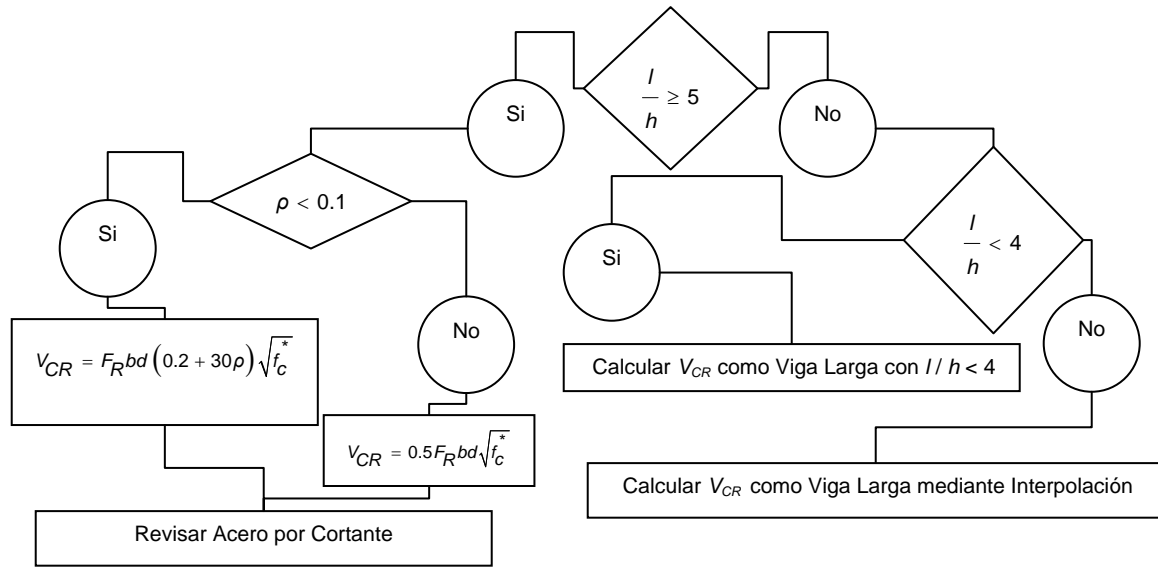 l/h ≥ 5
Si
No
ρ < 0.1
l/h < 4
Si
Si
No
No
V_CR = F_R bd (0.2 + 30ρ) √f_c^*
Calcular V_CR como Viga Larga con l / h < 4
V_CR = 0.5 F_R bd √f_c^*
Calcular V_CR como Viga Larga mediante Interpolación
Revisar Acero por Cortante